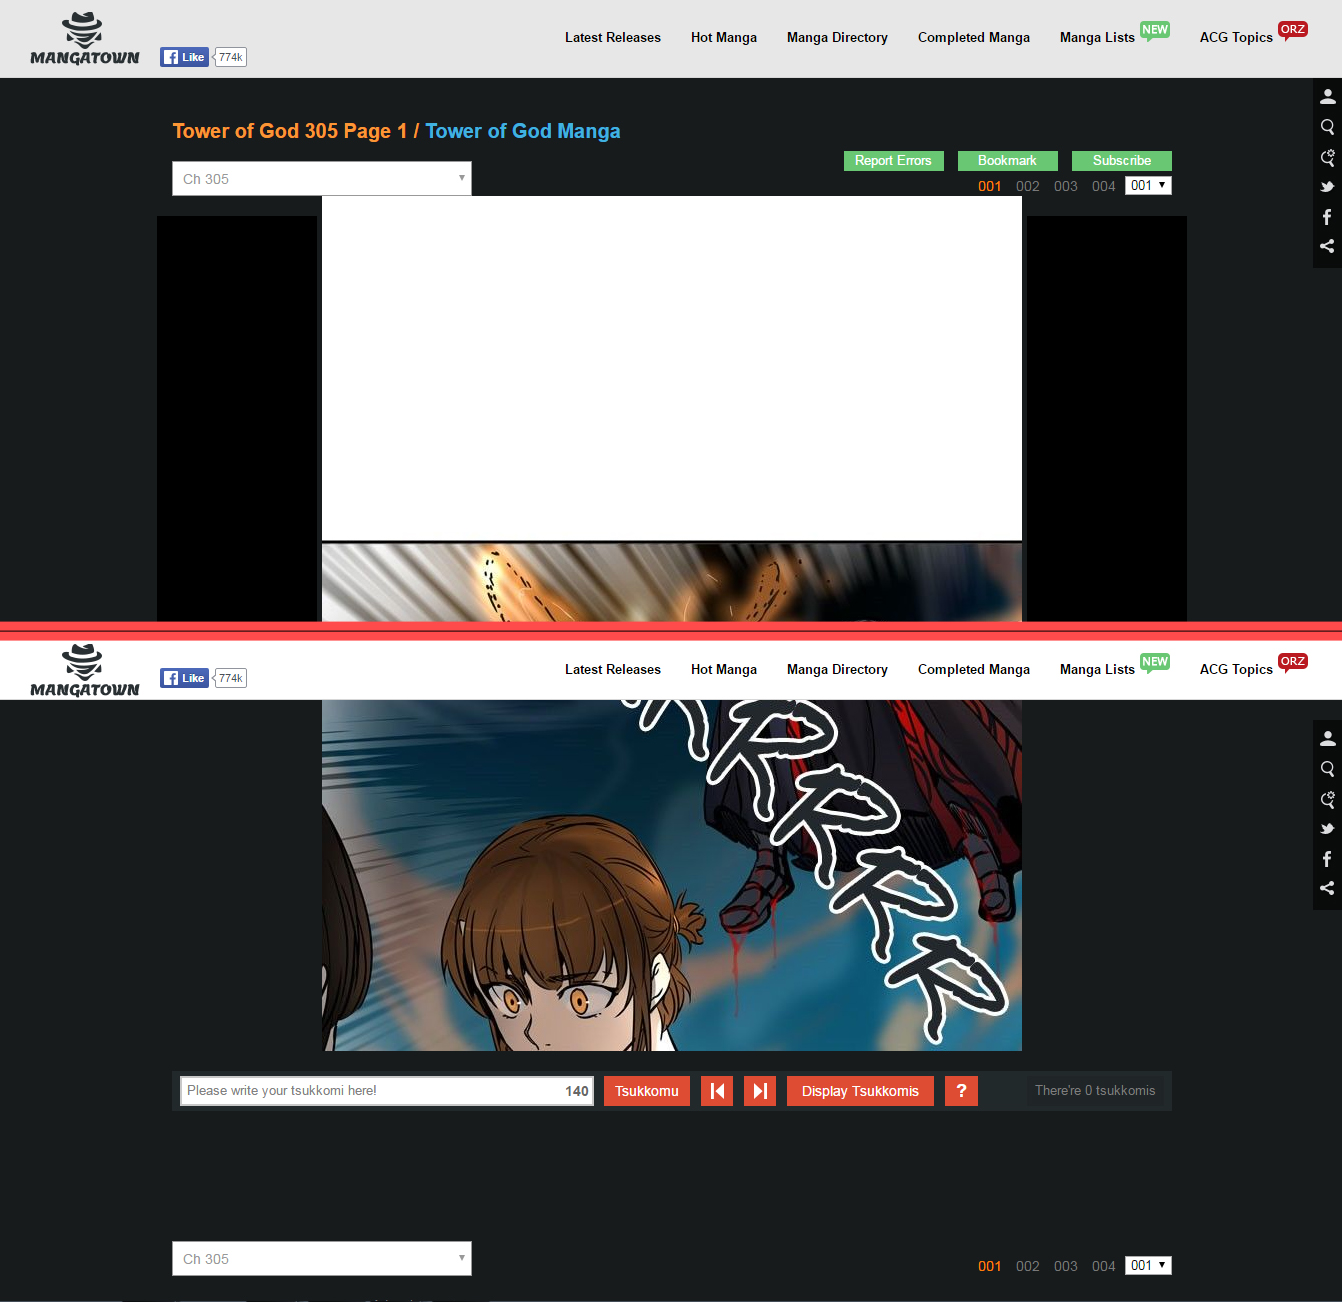 MANGATOWN
Like 774k
Latest Releases Hot Manga Manga Directory Completed Manga Manga Lists NEW ACG Topics ORZ
Tower of God 305 Page 1 / Tower of God Manga
Report Errors Bookmark Subscribe
Ch 305
001 002 003 004 001
MANGATOWN
Like 774k
Latest Releases Hot Manga Manga Directory Completed Manga Manga Lists NEW ACG Topics ORZ
RRRRR
Please write your tsukkomi here! 140 Tsukkomu Display Tsukkomis ? There're 0 tsukkomis
Ch 305
001 002 003 004 001